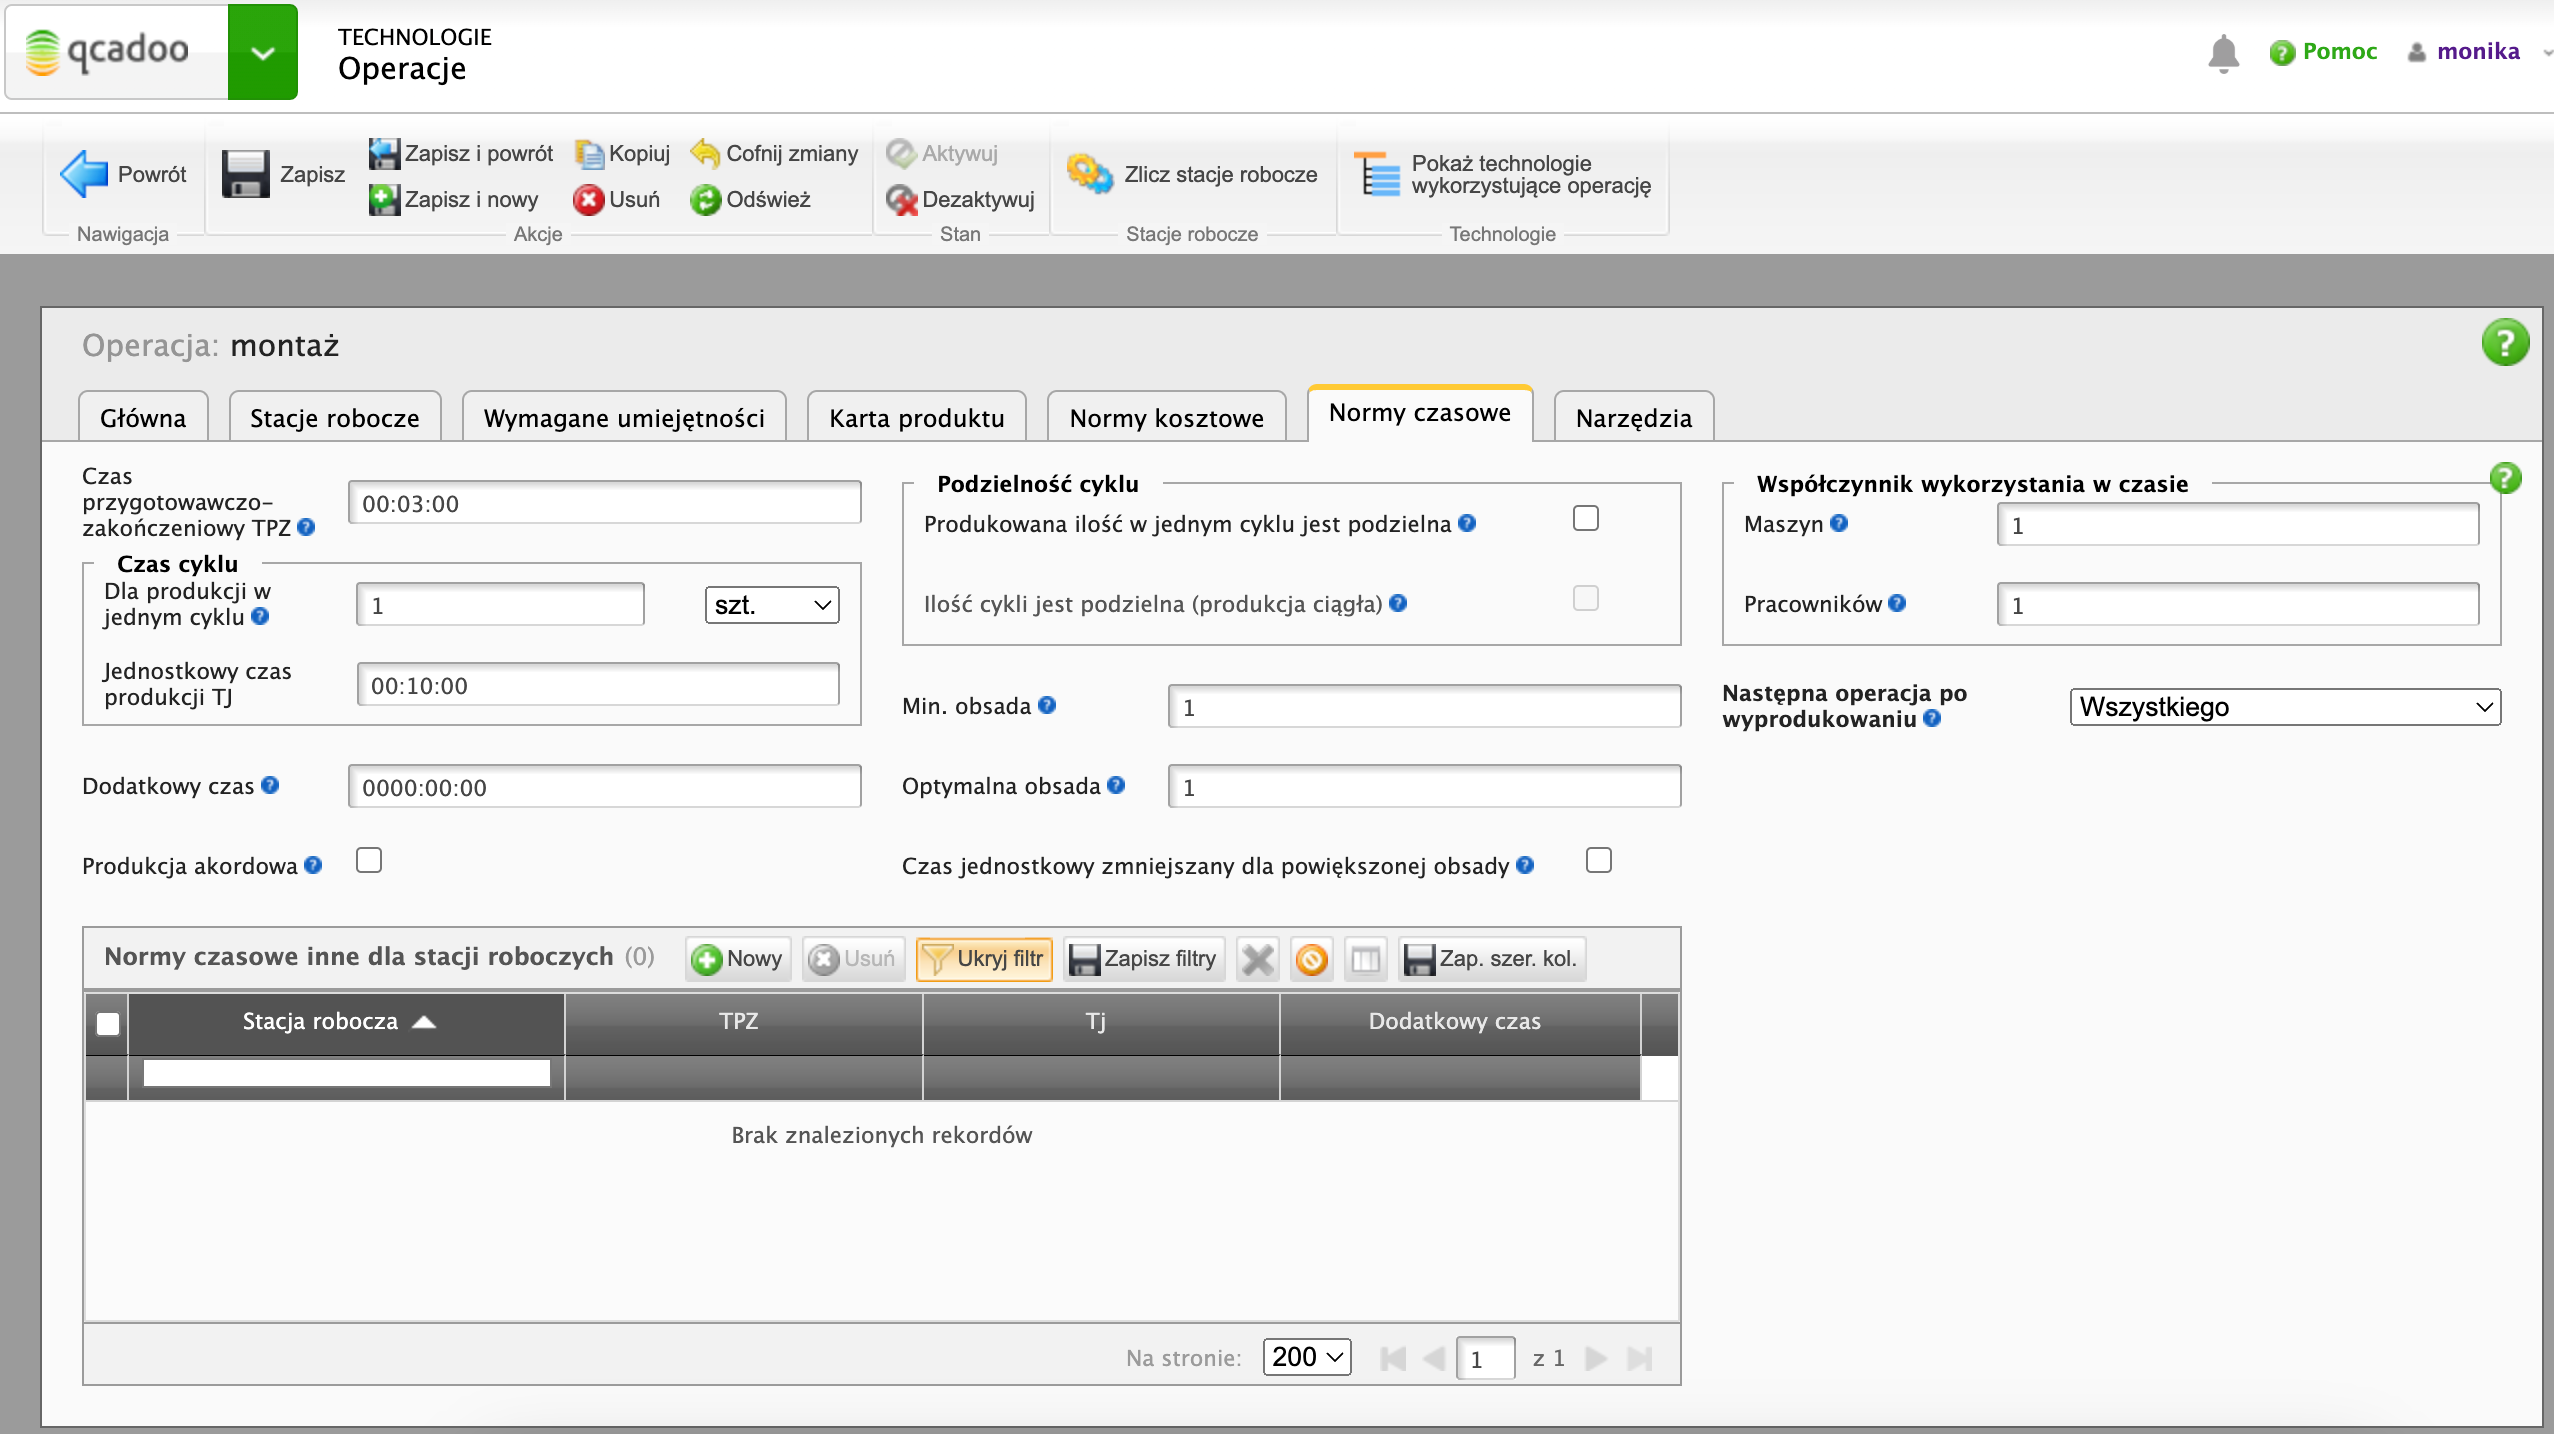 qcadoo
TECHNOLOGIE
Operacje
Pomoc
monika
Powrót
Zapisz
Zapisz i powrót
Kopiuj
Cofnij zmiany
Zapisz i nowy
Usuń
Odśwież
Aktywuj
Dezaktywuj
Zlicz stacje robocze
Pokaż technologie
wykorzystujące operację
Nawigacja
Akcje
Stan
Stacje robocze
Technologie
Operacja: montaż
Główna
Stacje robocze
Wymagane umiejętności
Karta produktu
Normy kosztowe
Normy czasowe
Narzędzia
Czas
przygotowawczo-
zakończeniowy TPZ
00:03:00
Czas cyklu
Dla produkcji w
jednym cyklu
1
szt.
Jednostkowy czas
produkcji TJ
00:10:00
Dodatkowy czas
0000:00:00
Produkcja akordowa
Podzielność cyklu
Produkowana ilość w jednym cyklu jest podzielna
Ilość cykli jest podzielna (produkcja ciągła)
Min. obsada
1
Optymalna obsada
1
Czas jednostkowy zmniejszany dla powiększonej obsady
Współczynnik wykorzystania w czasie
Maszyn
1
Pracowników
1
Następna operacja po
wyprodukowaniu
Wszystkiego
Normy czasowe inne dla stacji roboczych (0)
Nowy
Usuń
Ukryj filtr
Zapisz filtry
Zap. szer. kol.
Stacja robocza
TPZ
Tj
Dodatkowy czas
Brak znalezionych rekordów
Na stronie:
200
1
z 1